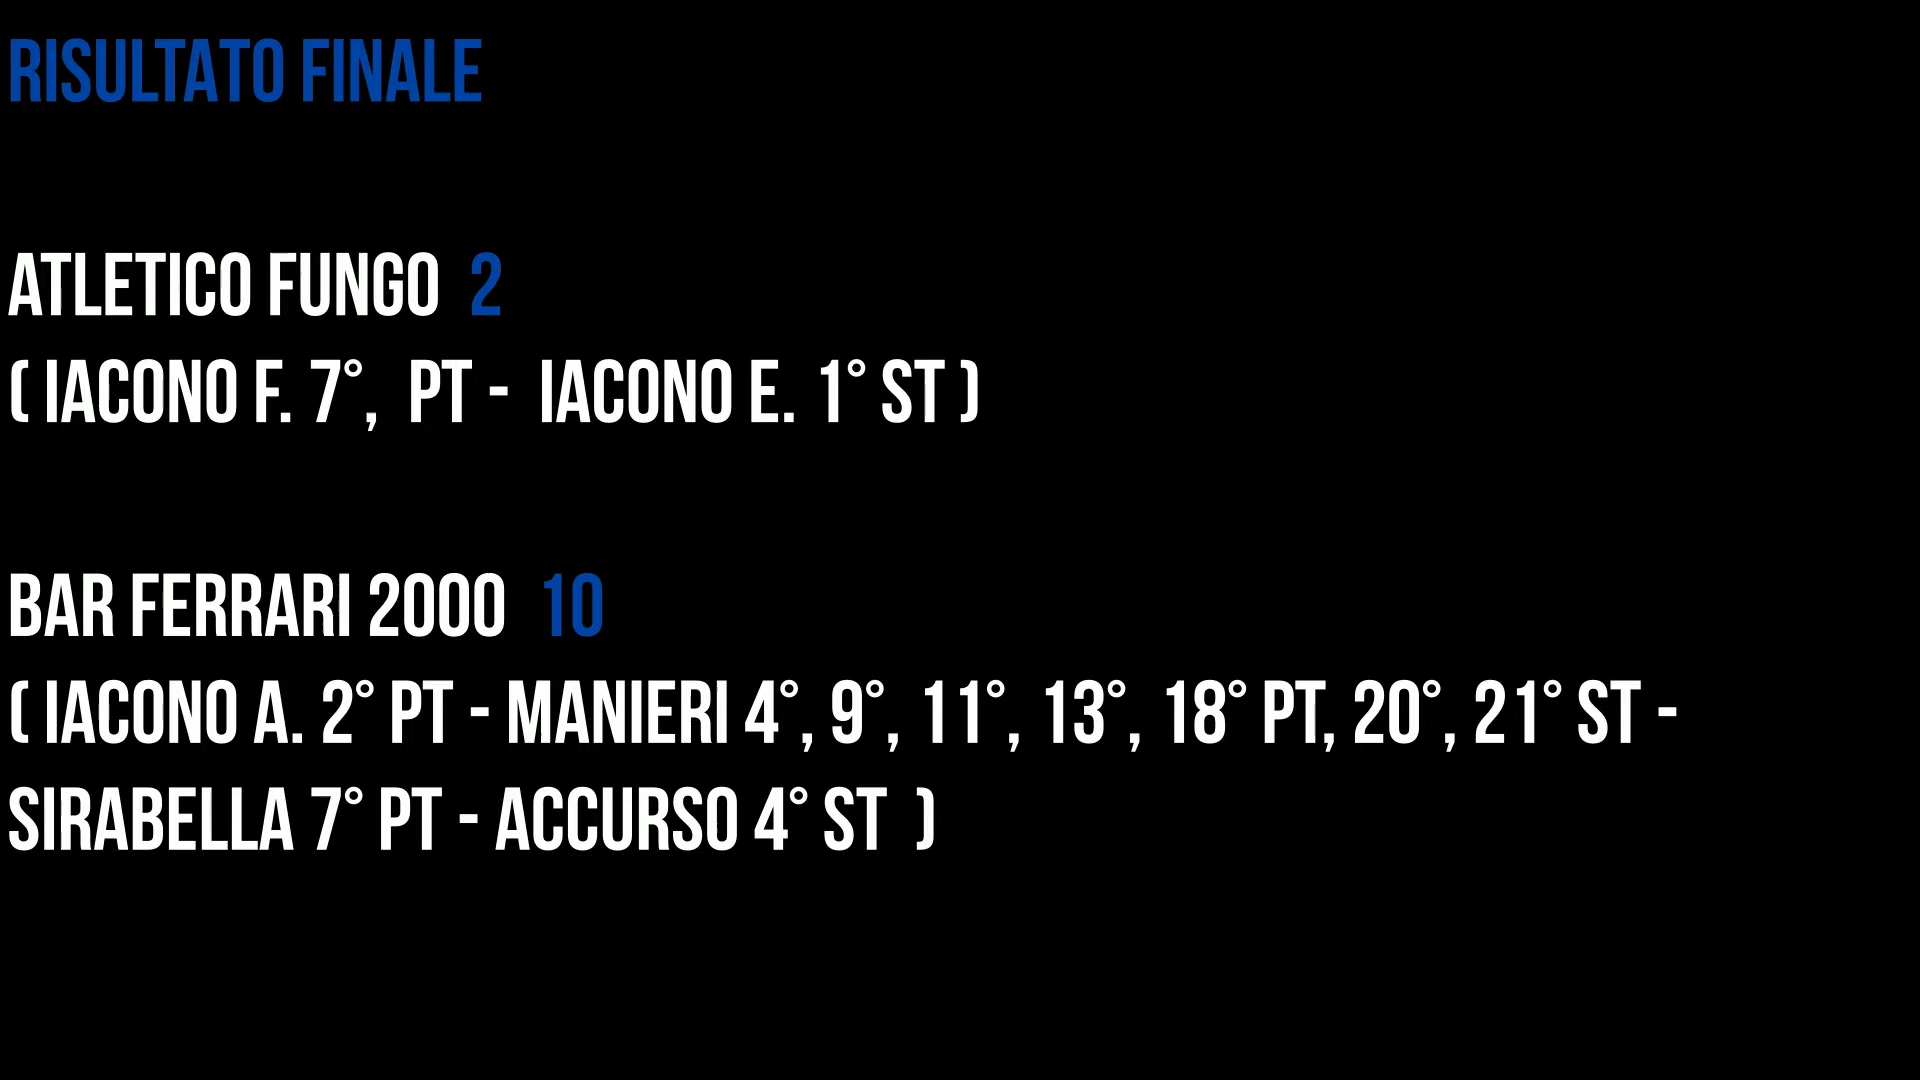 RISULTATO FINALE
ATLETICO FUNGO 2
( IACONO F. 7°, PT - IACONO E. 1° ST )
BAR FERRARI 2000 10
( IACONO A. 2° PT - MANIERI 4°, 9°, 11°, 13°, 18° PT, 20°, 21° ST -
SIRABELLA 7° PT - ACCURSO 4° ST )